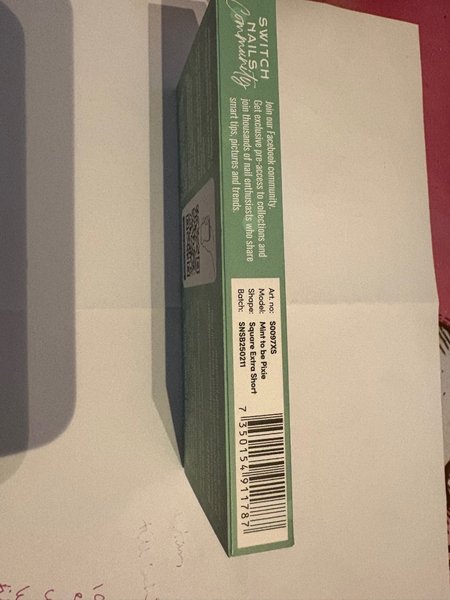 SWITCH
NAILS
Community
Join our Facebook community.
Get exclusive pre-access to collections and
join thousands of nail enthusiasts who share
smart tips, pictures and trends.
Art. no: S0097XS
Model: Mint to be Pixie
Shape: Square Extra Short
Batch: SNSB250211
7 350154 911787